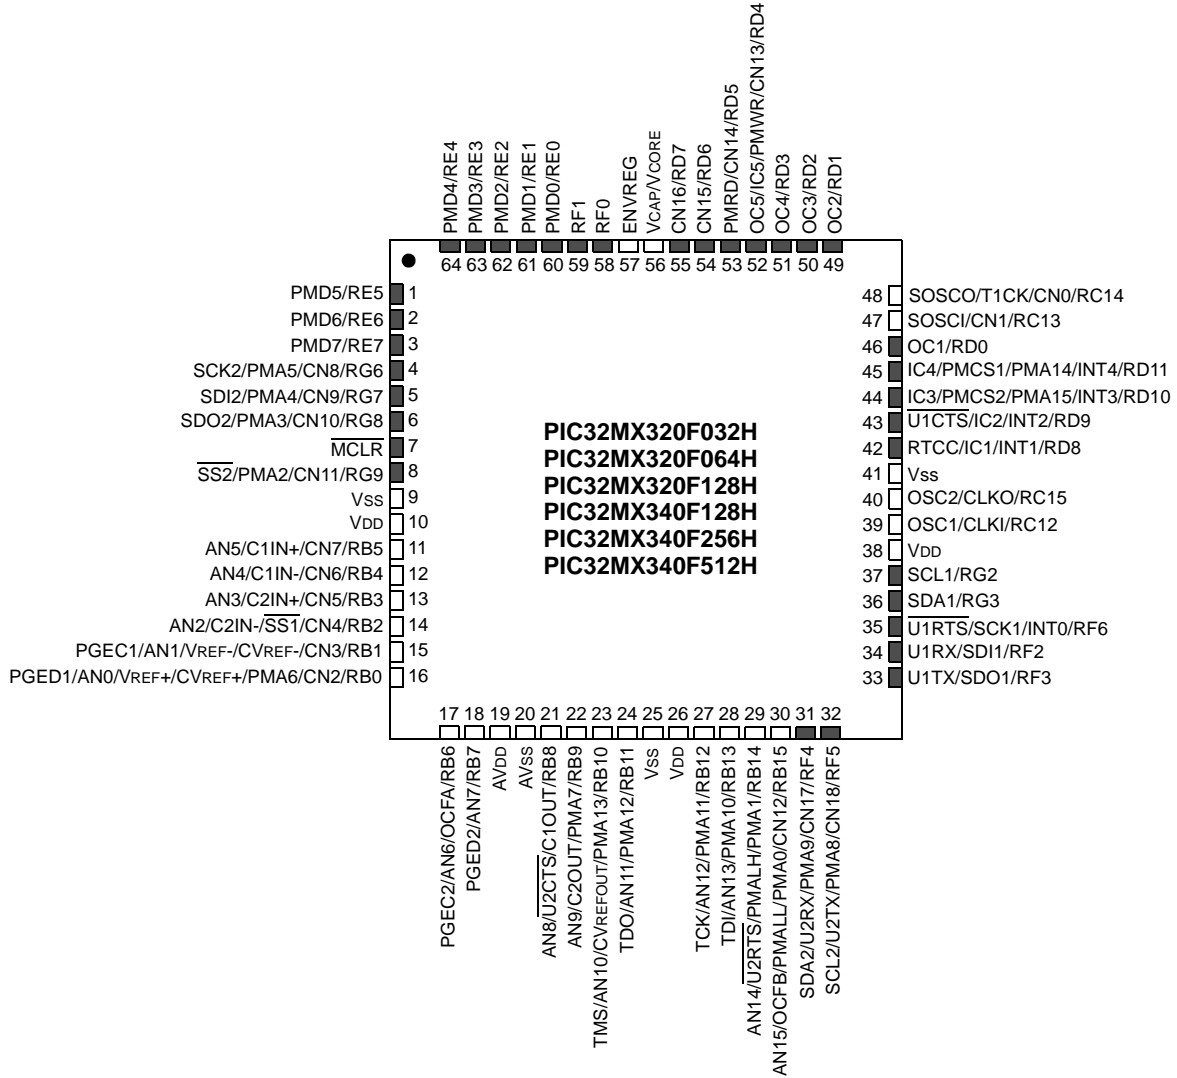 PMD4/RE4
PMD3/RE3
PMD2/RE2
PMD1/RE1
PMD0/RE0
RF1
RF0
ENVREG
VCAP/VCORE
CN16/RD7
CN15/RD6
PMRD/CN14/RD5
OC5/IC5/PMWR/CN13/RD4
OC4/RD3
OC3/RD2
OC2/RD1
64 63 62 61 60 59 58 57 56 55 54 53 52 51 50 49
PMD5/RE5 1
PMD6/RE6 2
PMD7/RE7 3
SCK2/PMA5/CN8/RG6 4
SDI2/PMA4/CN9/RG7 5
SDO2/PMA3/CN10/RG8 6
MCLR 7
SS2/PMA2/CN11/RG9 8
VSS 9
VDD 10
AN5/C1IN+/CN7/RB5 11
AN4/C1IN-/CN6/RB4 12
AN3/C2IN+/CN5/RB3 13
AN2/C2IN-/SS1/CN4/RB2 14
PGEC1/AN1/VREF-/CVREF-/CN3/RB1 15
PGED1/AN0/VREF+/CVREF+/PMA6/CN2/RB0 16
PIC32MX320F032H
PIC32MX320F064H
PIC32MX320F128H
PIC32MX340F128H
PIC32MX340F256H
PIC32MX340F512H
48 SOSCO/T1CK/CN0/RC14
47 SOSCI/CN1/RC13
46 OC1/RD0
45 IC4/PMCS1/PMA14/INT4/RD11
44 IC3/PMCS2/PMA15/INT3/RD10
43 U1CTS/IC2/INT2/RD9
42 RTCC/IC1/INT1/RD8
41 Vss
40 OSC2/CLKO/RC15
39 OSC1/CLKI/RC12
38 VDD
37 SCL1/RG2
36 SDA1/RG3
35 U1RTS/SCK1/INT0/RF6
34 U1RX/SDI1/RF2
33 U1TX/SDO1/RF3
17 18 19 20 21 22 23 24 25 26 27 28 29 30 31 32
PGEC2/AN6/OCFA/RB6
PGED2/AN7/RB7
AVDD
AVSS
AN8/U2CTS/C1OUT/RB8
AN9/C2OUT/PMA7/RB9
TMS/AN10/CVREFOUT/PMA13/RB10
TDO/AN11/PMA12/RB11
VSS
VDD
TCK/AN12/PMA11/RB12
TDI/AN13/PMA10/RB13
AN14/U2RTS/PMALH/PMA1/RB14
AN15/OCFB/PMALL/PMA0/CN12/RB15
SDA2/U2RX/PMA9/CN17/RF4
SCL2/U2TX/PMA8/CN18/RF5